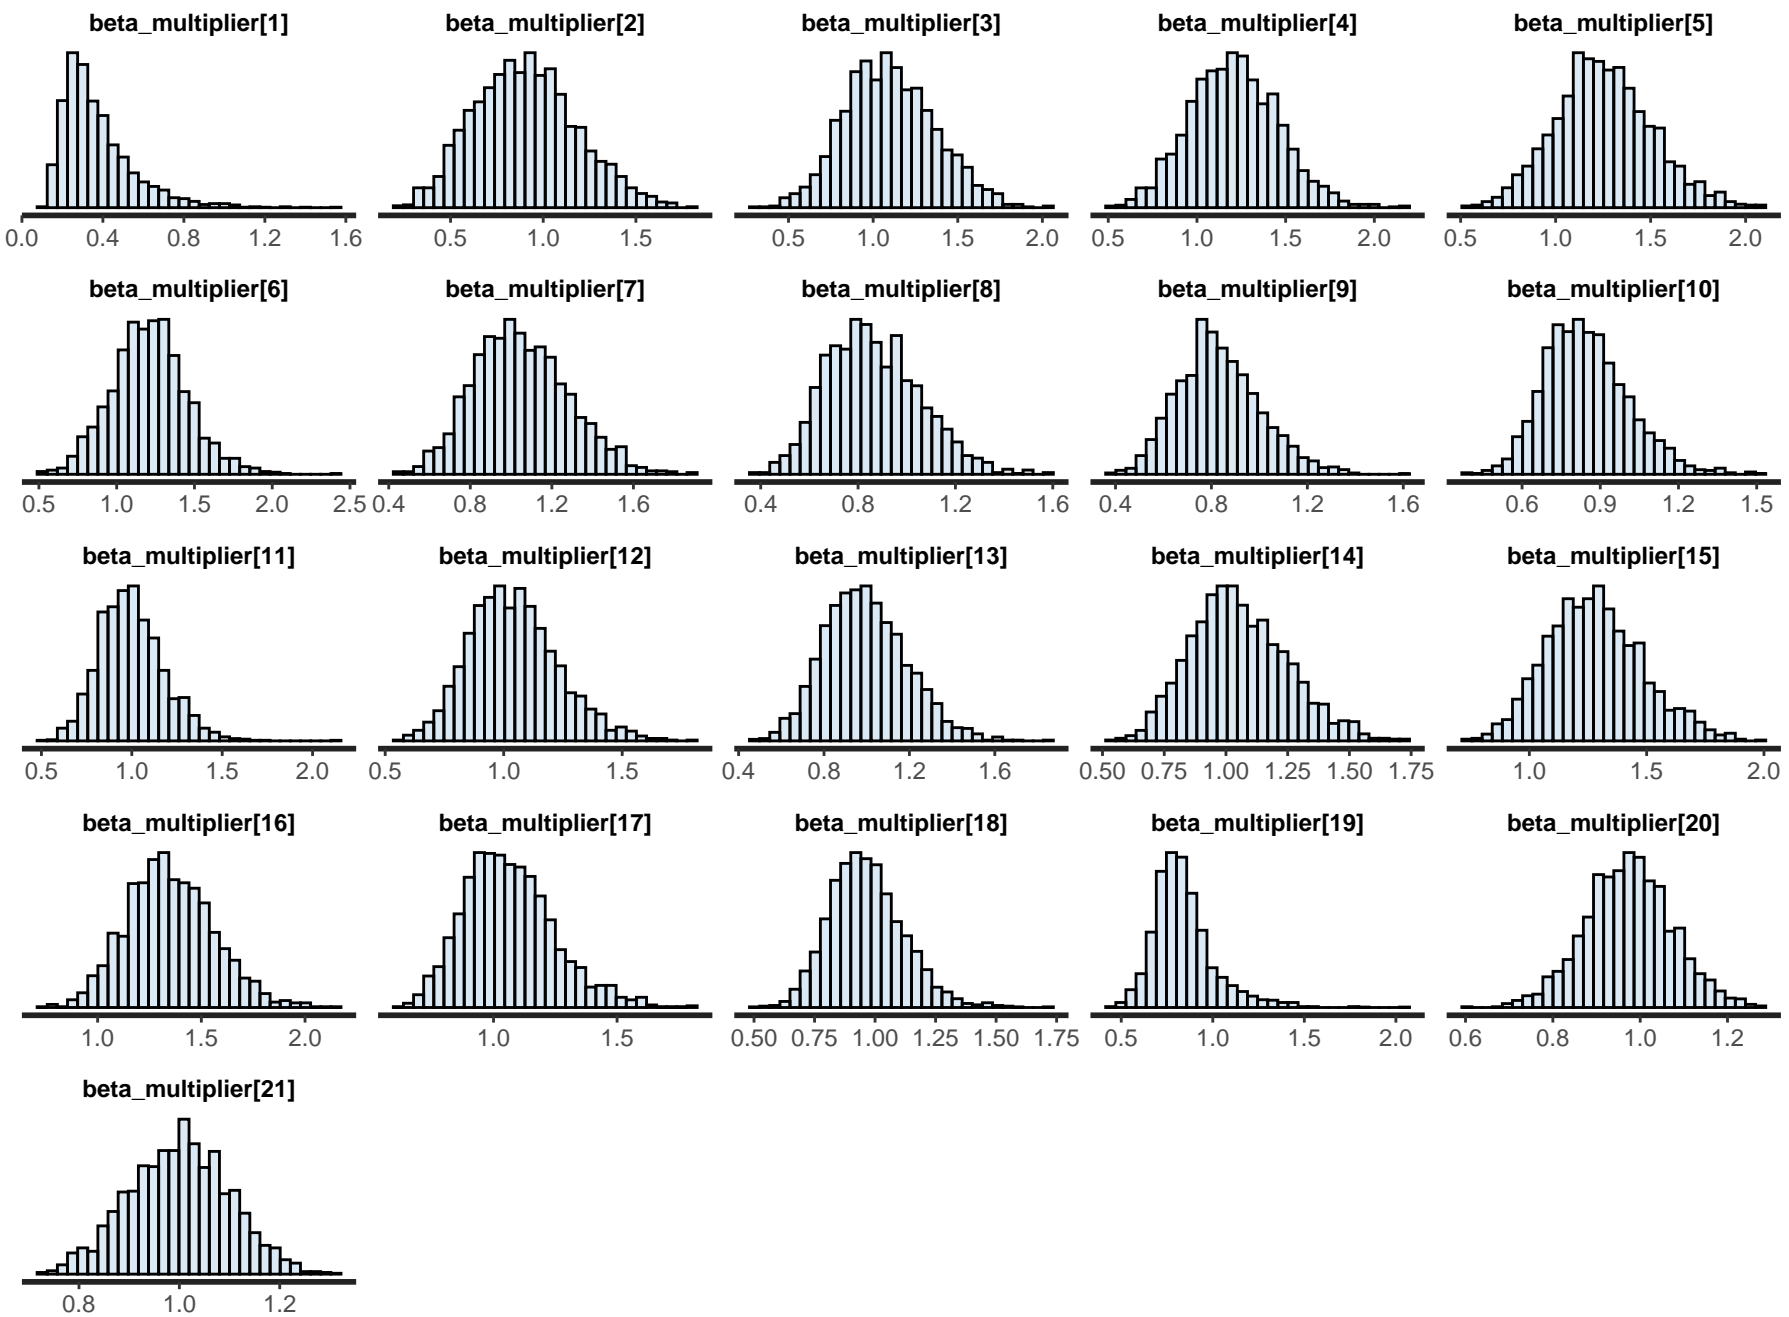 beta_multiplier[1] beta_multiplier[2] beta_multiplier[3] beta_multiplier[4] beta_multiplier[5]
0.0 0.4 0.8 1.2 1.6 0.5 1.0 1.5 0.5 1.0 1.5 2.0 0.5 1.0 1.5 2.0 0.5 1.0 1.5 2.0
beta_multiplier[6] beta_multiplier[7] beta_multiplier[8] beta_multiplier[9] beta_multiplier[10]
0.5 1.0 1.5 2.0 2.5 0.4 0.8 1.2 1.6 0.4 0.8 1.2 1.6 0.4 0.8 1.2 1.6 0.6 0.9 1.2 1.5
beta_multiplier[11] beta_multiplier[12] beta_multiplier[13] beta_multiplier[14] beta_multiplier[15]
0.5 1.0 1.5 2.0 0.5 1.0 1.5 0.4 0.8 1.2 1.6 0.50 0.75 1.00 1.25 1.50 1.75 1.0 1.5 2.0
beta_multiplier[16] beta_multiplier[17] beta_multiplier[18] beta_multiplier[19] beta_multiplier[20]
1.0 1.5 2.0 1.0 1.5 0.50 0.75 1.00 1.25 1.50 1.75 0.5 1.0 1.5 2.0 0.6 0.8 1.0 1.2
beta_multiplier[21]
0.8 1.0 1.2